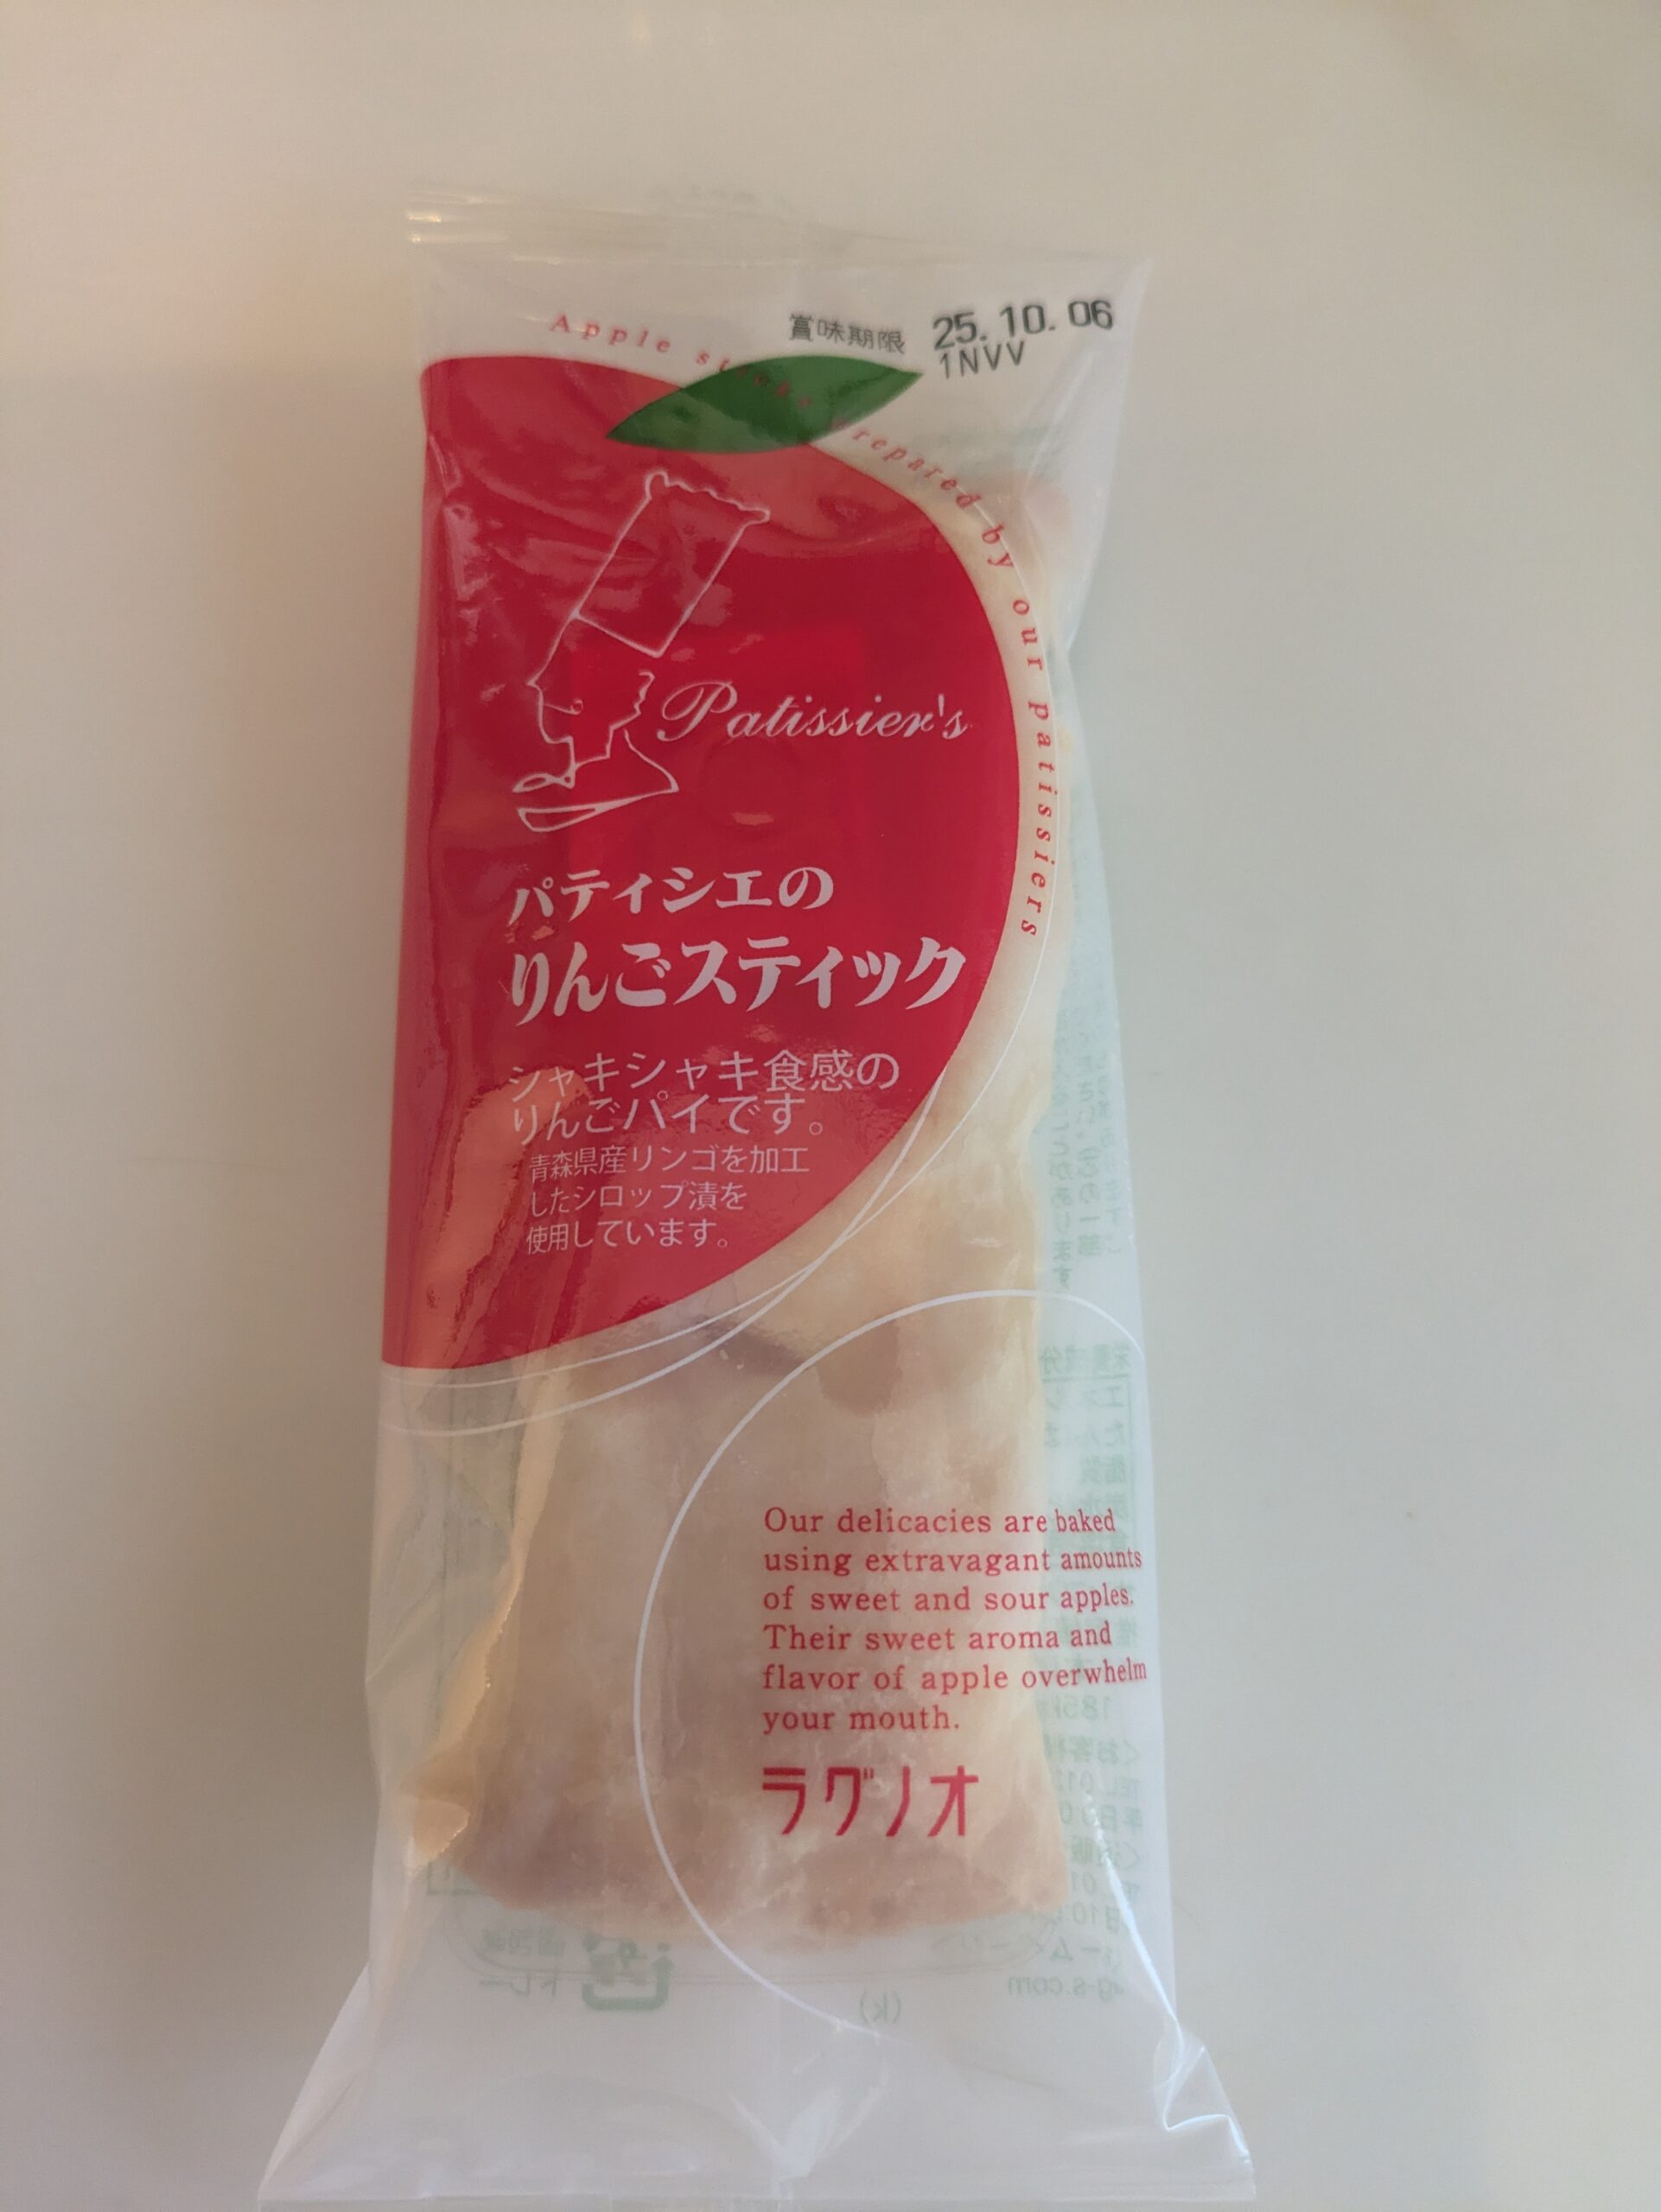 賞味期限 25.10.06
1NVV
Apple sticks prepared by our patissiers
Patissier's
パティシエの
りんごスティック
シャキシャキ食感の
りんごパイです。
青森県産リンゴを加工
したシロップ漬を
使用しています。
Our delicacies are baked
using extravagant amounts
of sweet and sour apples.
Their sweet aroma and
flavor of apple overwhelm
your mouth.
ラグノオ
(k)